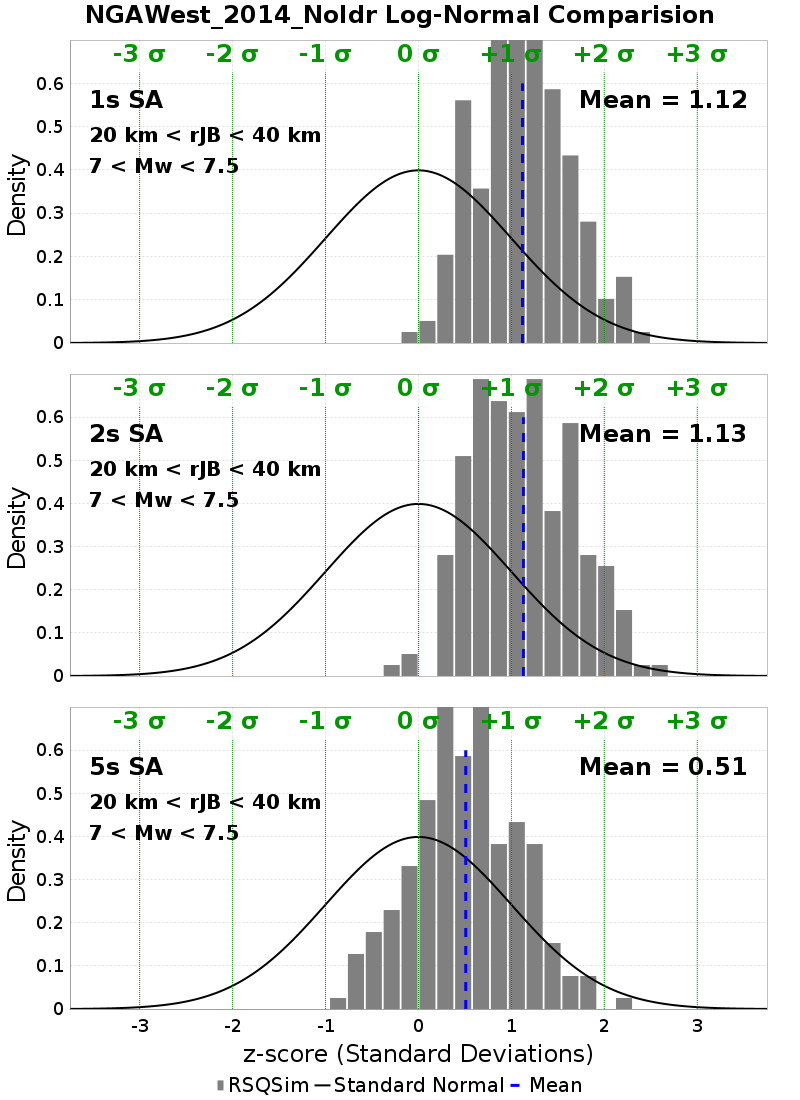 NGAWest_2014_NoIdr Log-Normal Comparision
-3 σ -2 σ -1 σ 0 σ +1 σ +2 σ +3 σ
0.6
1s SA Mean = 1.12
0.5
20 km < rJB < 40 km
0.4
7 < Mw < 7.5
Density
0.3
0.2
0.1
0
-3 σ -2 σ -1 σ 0 σ +1 σ +2 σ +3 σ
0.6
2s SA Mean = 1.13
0.5
20 km < rJB < 40 km
0.4
7 < Mw < 7.5
Density
0.3
0.2
0.1
0
-3 σ -2 σ -1 σ 0 σ +1 σ +2 σ +3 σ
0.6
5s SA Mean = 0.51
0.5
20 km < rJB < 40 km
0.4
7 < Mw < 7.5
Density
0.3
0.2
0.1
0
-3 -2 -1 0 1 2 3
z-score (Standard Deviations)
RSQSim Standard Normal Mean